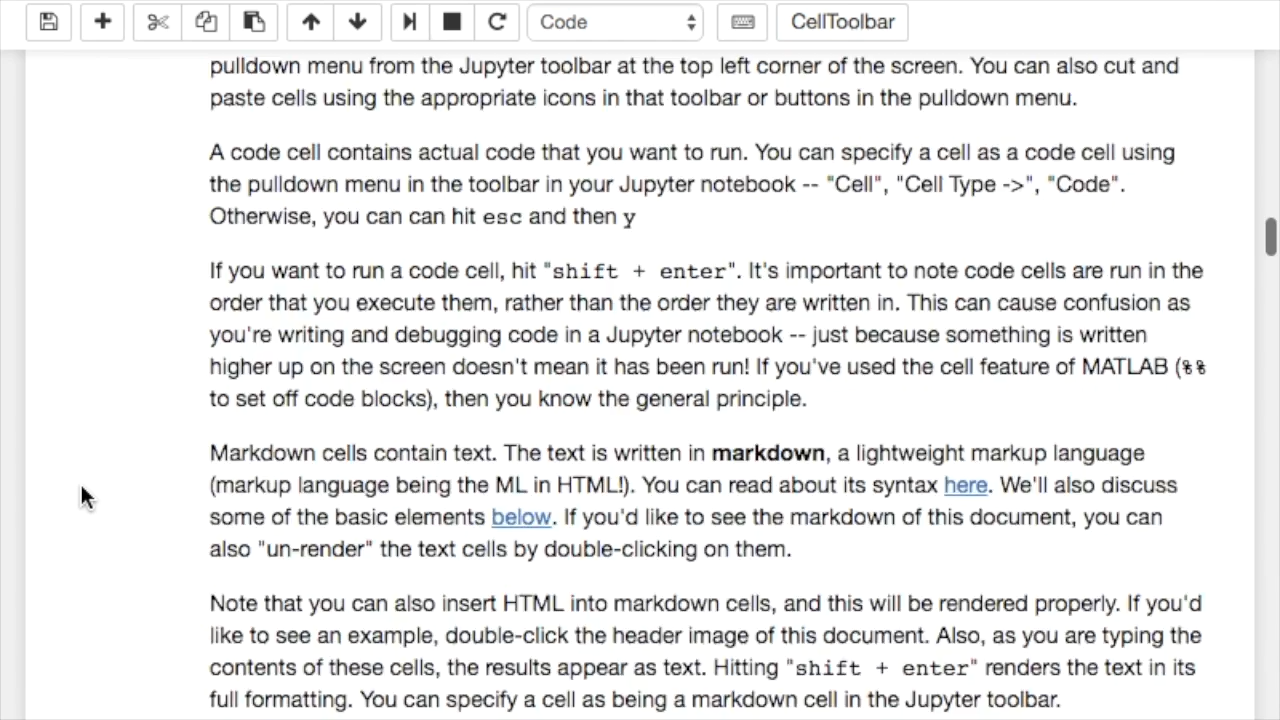 Code
CellToolbar
pulldown menu from the Jupyter toolbar at the top left corner of the screen. You can also cut and
paste cells using the appropriate icons in that toolbar or buttons in the pulldown menu.
A code cell contains actual code that you want to run. You can specify a cell as a code cell using
the pulldown menu in the toolbar in your Jupyter notebook -- "Cell", "Cell Type ->", "Code".
Otherwise, you can can hit esc and then y
If you want to run a code cell, hit "shift + enter". It's important to note code cells are run in the
order that you execute them, rather than the order they are written in. This can cause confusion as
you're writing and debugging code in a Jupyter notebook -- just because something is written
higher up on the screen doesn't mean it has been run! If you've used the cell feature of MATLAB (%%
to set off code blocks), then you know the general principle.
Markdown cells contain text. The text is written in markdown, a lightweight markup language
(markup language being the ML in HTML!). You can read about its syntax here. We'll also discuss
some of the basic elements below. If you'd like to see the markdown of this document, you can
also "un-render" the text cells by double-clicking on them.
Note that you can also insert HTML into markdown cells, and this will be rendered properly. If you'd
like to see an example, double-click the header image of this document. Also, as you are typing the
contents of these cells, the results appear as text. Hitting "shift + enter" renders the text in its
full formatting. You can specify a cell as being a markdown cell in the Jupyter toolbar.